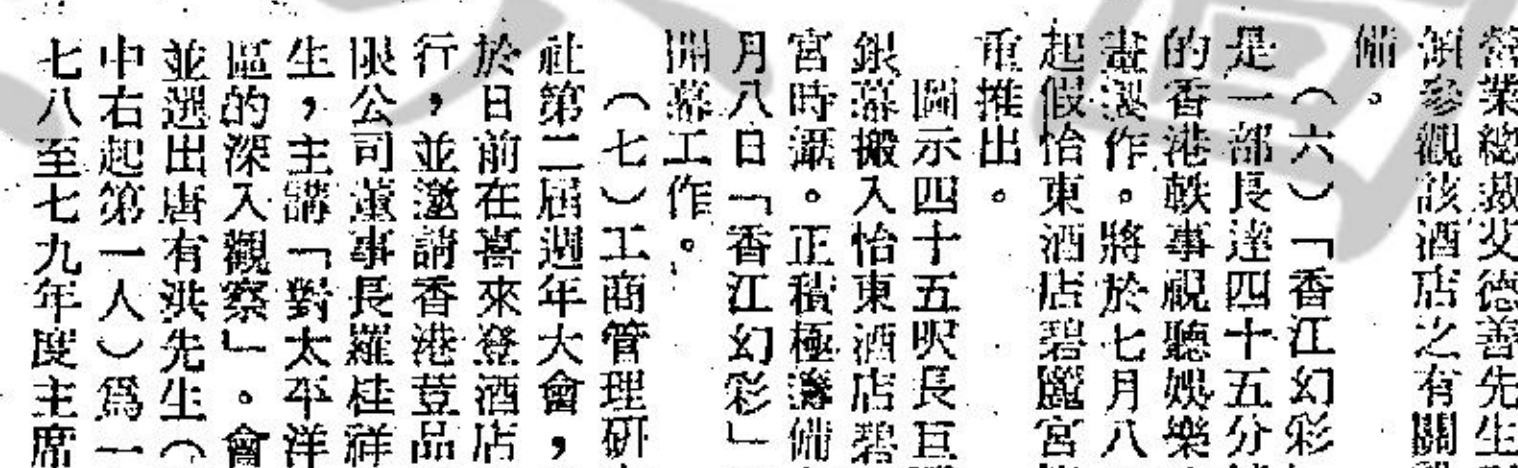 營業總裁艾德善先生
領參觀該酒店之有關
備。
（六）「香江幻彩
是一部長達四十五分
的香港軼事視聽娛樂
畫製作。將於七月八
起假怡東酒店碧麗宮
重推出。
圖示四十五呎長巨
銀幕搬入怡東酒店碧
宮時攝。正積極籌備
月八日「香江幻彩」
開幕工作。
（七）工商管理研
社第二屆週年大會，
於日前在喜來登酒店
行，並邀請香港荳品
限公司董事長羅桂祥
生，主講「對太平洋
區的深入觀察」。會
並選出唐有洪先生（
中右起第一人）爲一
七八至七九年度主席